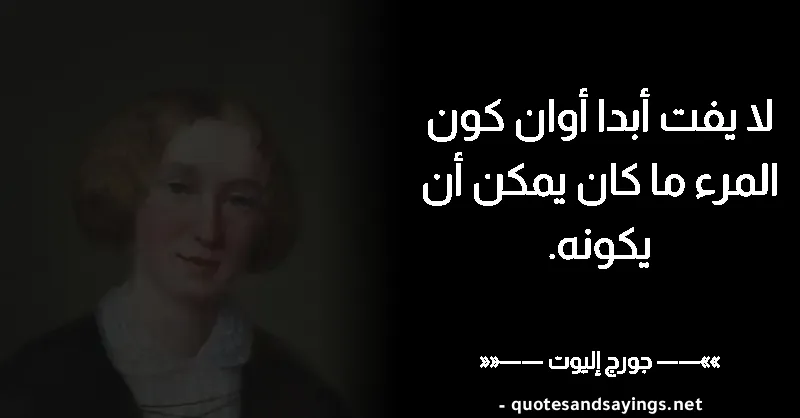 لا يفت أبدا أوان كون
المرء ما كان يمكن أن
يكونه.
»»—— جورج إليوت ——««
- quotesandsayings.net